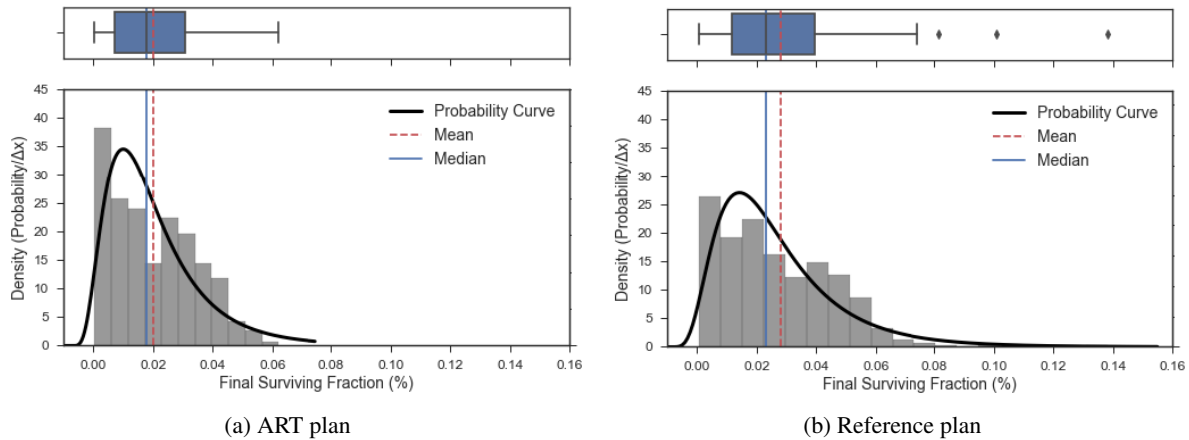 45
40
35
30
25
20
15
10
5
0
Density (Probability/Δx)
Probability Curve
Mean
Median
0.00 0.02 0.04 0.06 0.08 0.10 0.12 0.14 0.16
Final Surviving Fraction (%)
(a) ART plan
45
40
35
30
25
20
15
10
5
0
Density (Probability/Δx)
Probability Curve
Mean
Median
0.00 0.02 0.04 0.06 0.08 0.10 0.12 0.14 0.16
Final Surviving Fraction (%)
(b) Reference plan